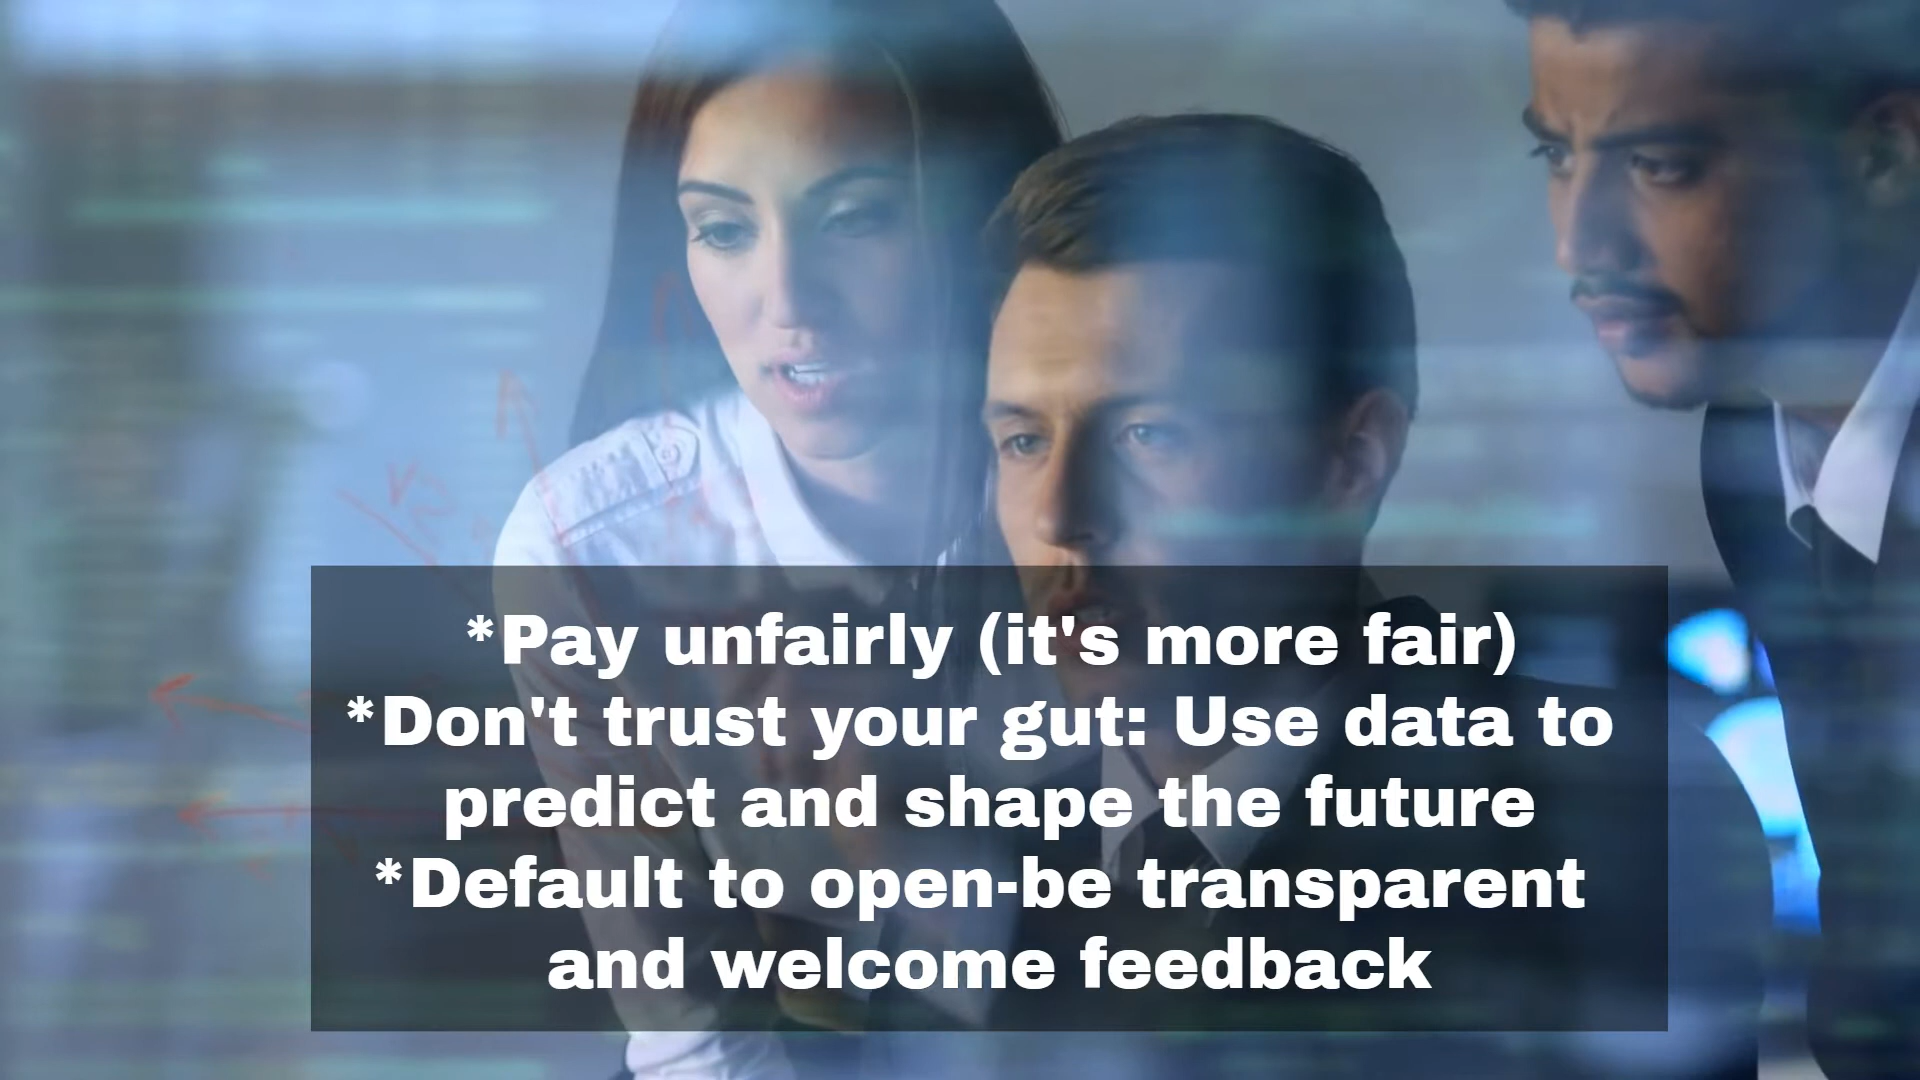 *Pay unfairly (it's more fair)
*Don't trust your gut: Use data to
predict and shape the future
*Default to open-be transparent
and welcome feedback